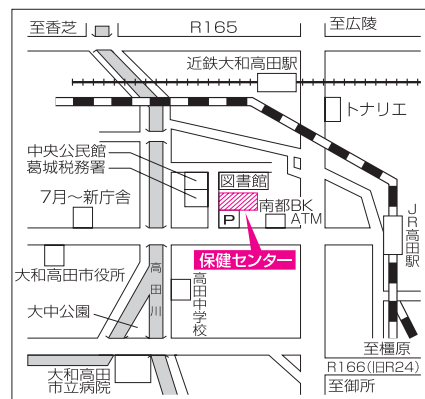 至香芝
R165
至広陵
近鉄大和高田駅
トナリエ
中央公民館
葛城税務署
図書館
7月～新庁舎
南都BK
ATM
P
JR高田駅
保健センター
大和高田市役所
高田川
高田中学校
大中公園
至橿原
R166(旧R24)
至御所
大和高田
市立病院